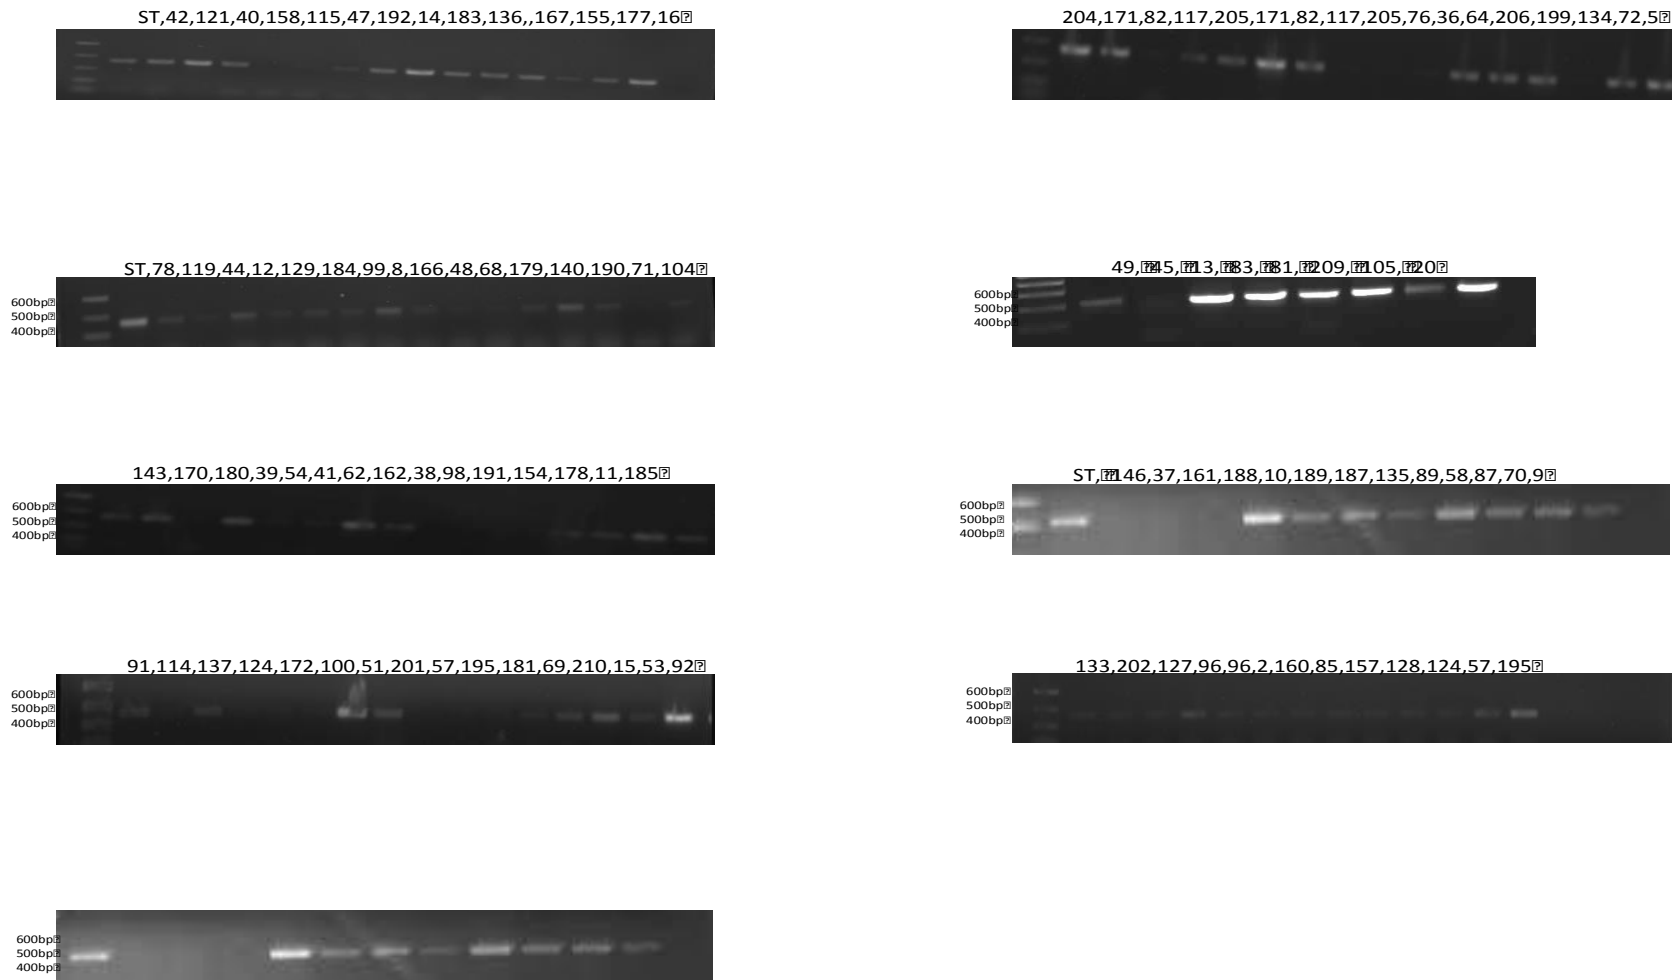 ST,42,121,40,158,115,47,192,14,183,136,,167,155,177,16⍰
204,171,82,117,205,171,82,117,205,76,36,64,206,199,134,72,5⍰
ST,78,119,44,12,129,184,99,8,166,48,68,179,140,190,71,104⍰
600bp⍰
500bp⍰
400bp⍰
49,⍰45,⍰13,⍰83,⍰81,⍰209,⍰105,⍰20⍰
600bp⍰
500bp⍰
400bp⍰
143,170,180,39,54,41,62,162,38,98,191,154,178,11,185⍰
600bp⍰
500bp⍰
400bp⍰
ST,⍰146,37,161,188,10,189,187,135,89,58,87,70,9⍰
600bp⍰
500bp⍰
400bp⍰
91,114,137,124,172,100,51,201,57,195,181,69,210,15,53,92⍰
600bp⍰
500bp⍰
400bp⍰
133,202,127,96,96,2,160,85,157,128,124,57,195⍰
600bp⍰
500bp⍰
400bp⍰
600bp⍰
500bp⍰
400bp⍰